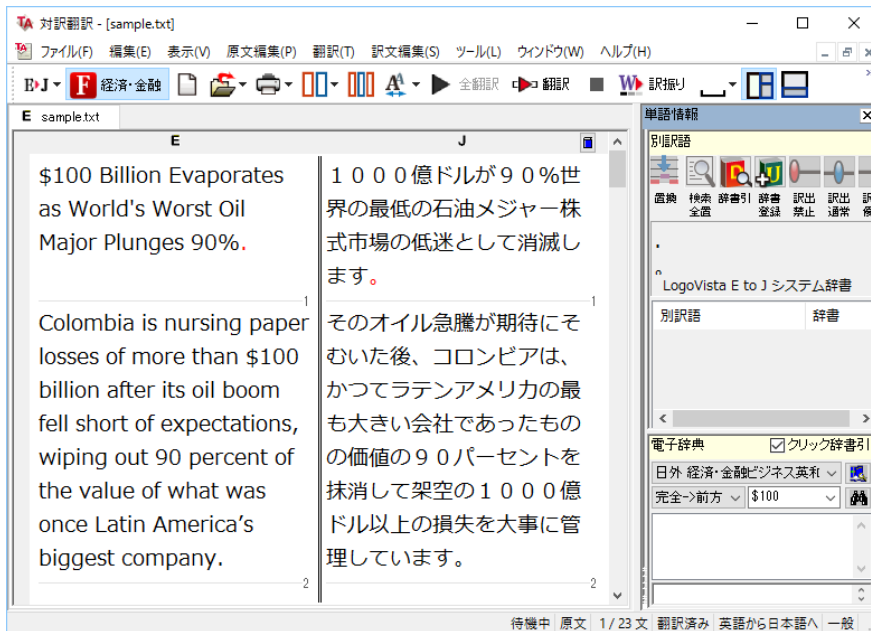 対訳翻訳 - [sample.txt]
ファイル(F) 編集(E) 表示(V) 原文編集(P) 翻訳(T) 訳文編集(S) ツール(L) ウィンドウ(W) ヘルプ(H)
E▸J F 経済・金融 A 全翻訳 翻訳 W 訳振り
E sample.txt
E J
$100 Billion Evaporates
as World's Worst Oil
Major Plunges 90%.
1
１０００億ドルが９０%世
界の最低の石油メジャー株
式市場の低迷として消滅し
ます。
1
Colombia is nursing paper
losses of more than $100
billion after its oil boom
fell short of expectations,
wiping out 90 percent of
the value of what was
once Latin America's
biggest company.
2
そのオイル急騰が期待にそ
むいた後、コロンビアは、
かつてラテンアメリカの最
も大きい会社であったもの
の価値の９０パーセントを
抹消して架空の１０００億
ドル以上の損失を大事に管
理しています。
2
単語情報
別訳語
置換 検索全置 辞書引 辞書登録 訳出禁止 訳出通常
.
。
LogoVista E to J システム辞書
別訳語 辞書
電子辞典 クリック辞書引
日外 経済・金融ビジネス英和
完全->前方 $100
待機中 原文 1 / 23 文 翻訳済み 英語から日本語へ 一般